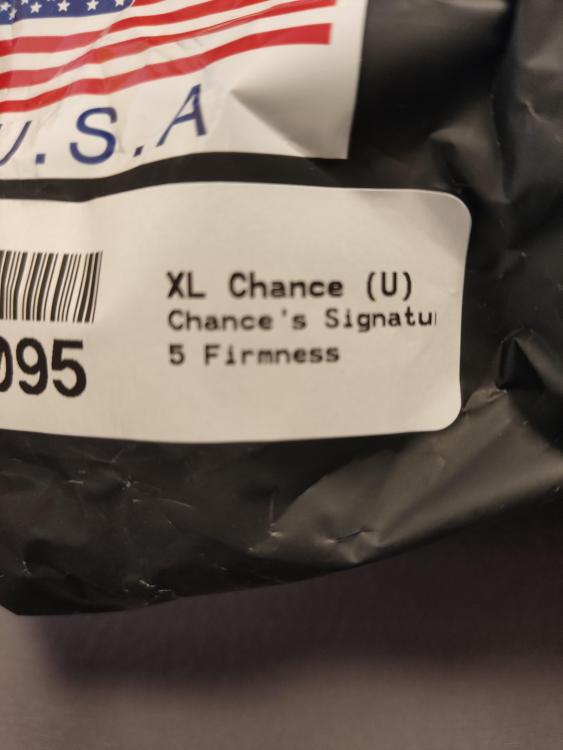 U.S.A
XL Chance (U)
Chance's Signatu
5 Firmness
095